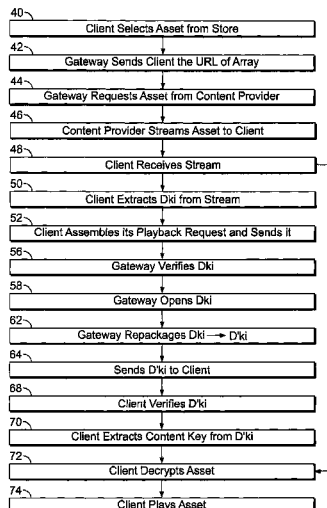 40
Client Selects Asset from Store
42
Gateway Sends Client the URL of Array
44
Gateway Requests Asset from Content Provider
46
Content Provider Streams Asset to Client
48
Client Receives Stream
50
Client Extracts Dki from Stream
52
Client Assembles its Playback Request and Sends it
56
Gateway Verifies Dki
58
Gateway Opens Dki
62
Gateway Repackages Dki → D'ki
64
Sends D'ki to Client
68
Client Verifies D'ki
70
Client Extracts Content Key from D'ki
72
Client Decrypts Asset
74
Client Plays Asset